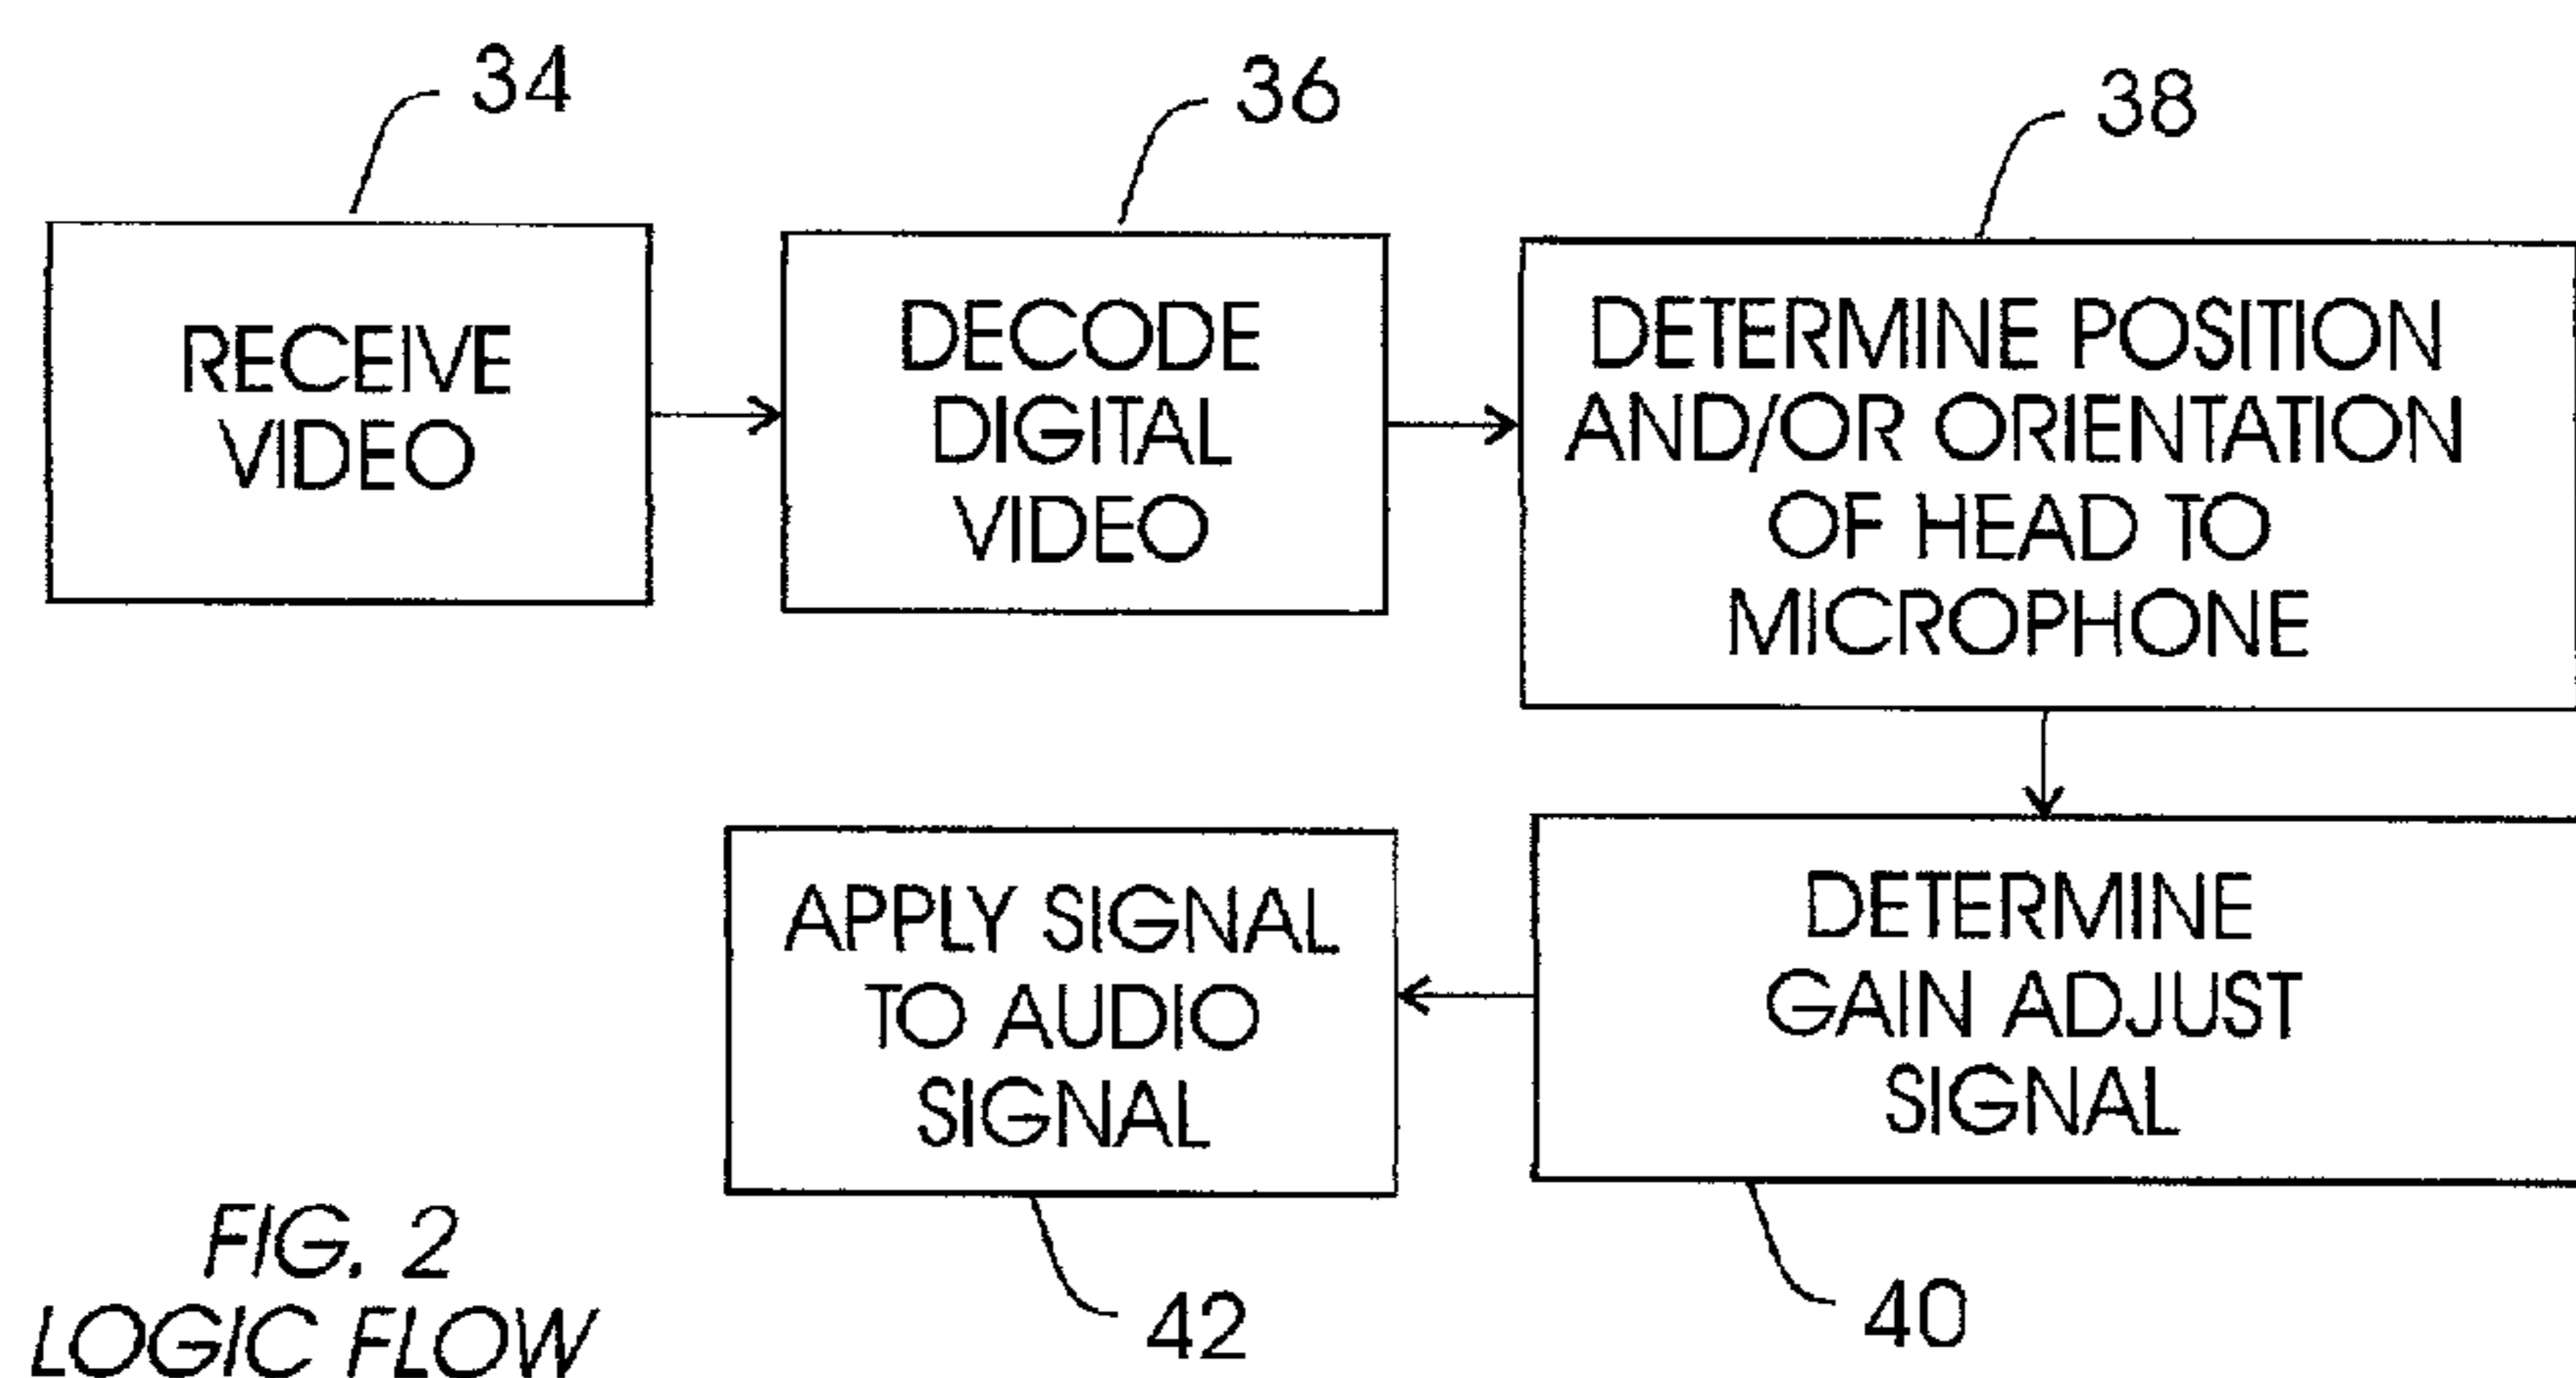 34
RECEIVE
VIDEO
36
DECODE
DIGITAL
VIDEO
38
DETERMINE POSITION
AND/OR ORIENTATION
OF HEAD TO
MICROPHONE
DETERMINE
GAIN ADJUST
SIGNAL
40
APPLY SIGNAL
TO AUDIO
SIGNAL
42
FIG. 2
LOGIC FLOW